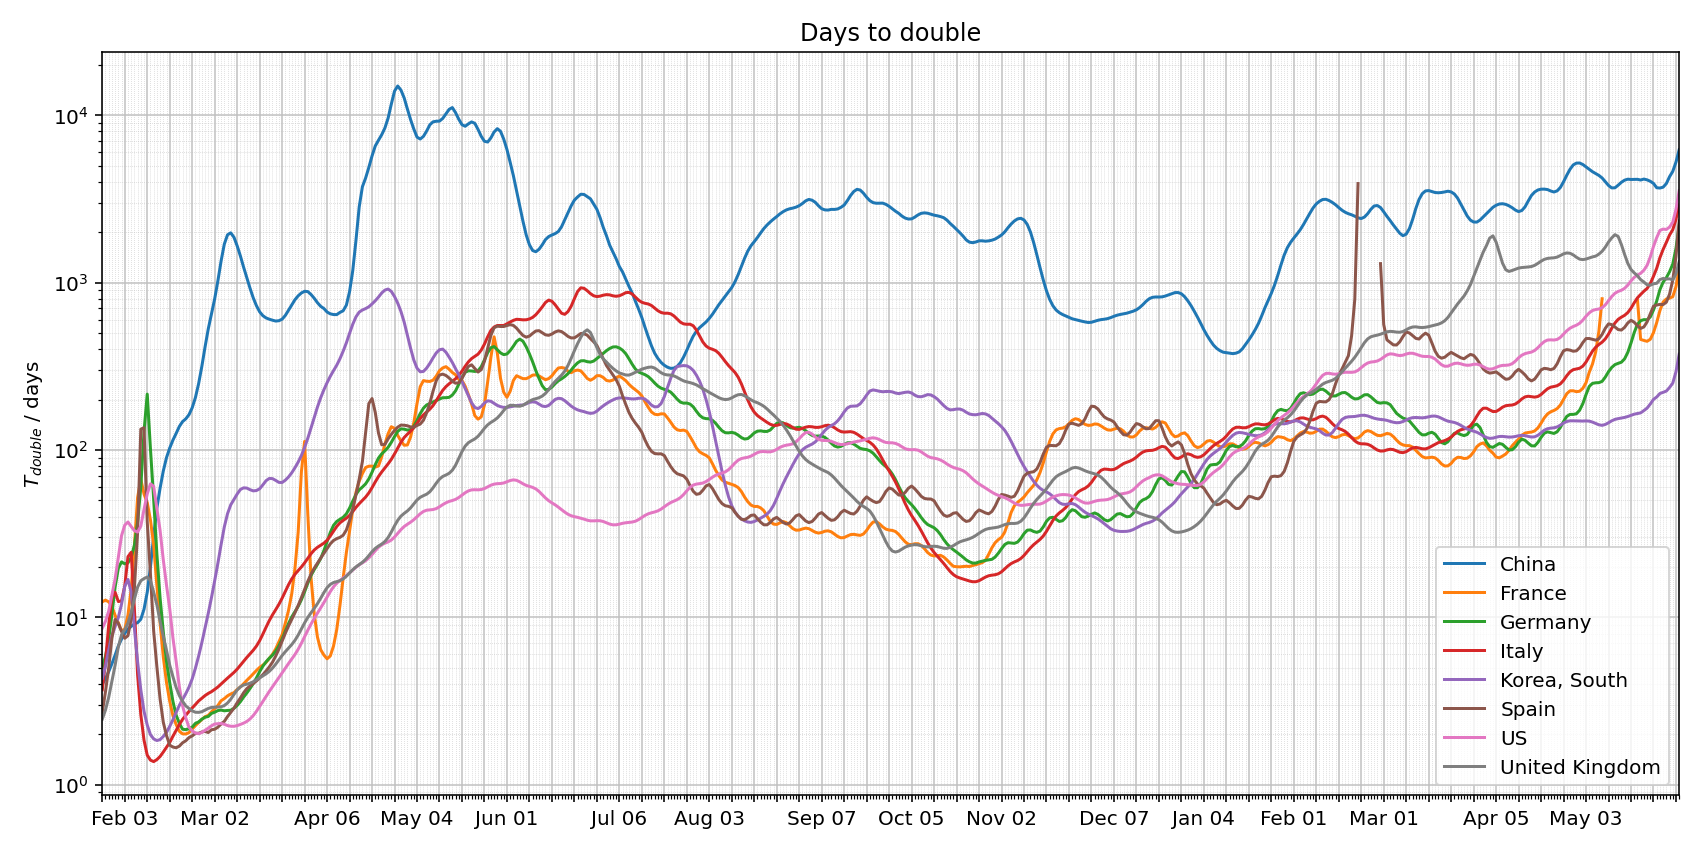 Days to double
T_double / days
10^4
10^3
10^2
10^1
10^0
Feb 03 Mar 02 Apr 06 May 04 Jun 01 Jul 06 Aug 03 Sep 07 Oct 05 Nov 02 Dec 07 Jan 04 Feb 01 Mar 01 Apr 05 May 03
China
France
Germany
Italy
Korea, South
Spain
US
United Kingdom